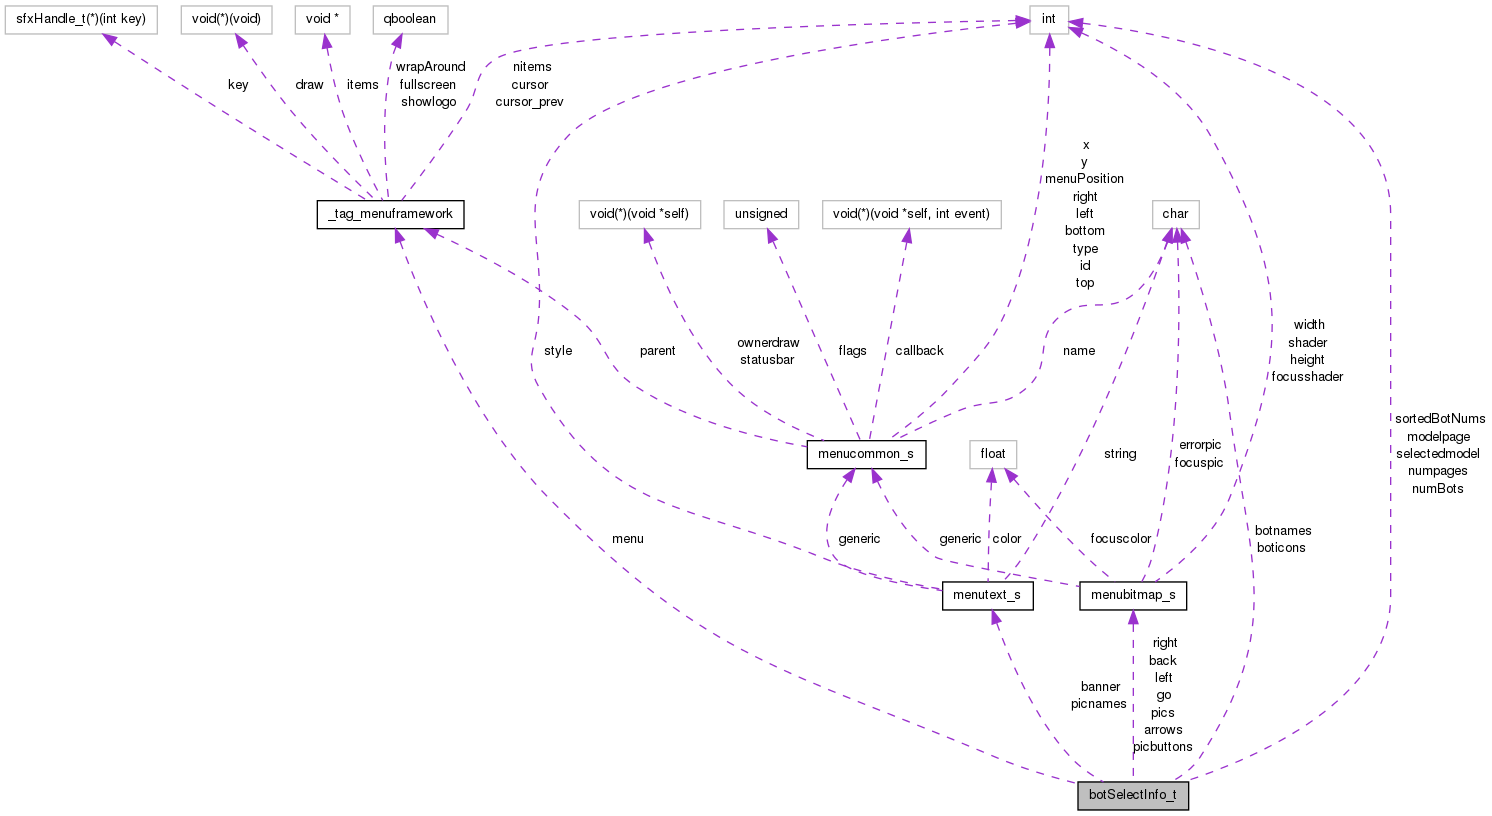 sfxHandle_t(*)(int key)
void(*)(void)
void *
qboolean
int
key
draw
items
wrapAround
fullscreen
showlogo
nitems
cursor
cursor_prev
x
y
menuPosition
right
left
bottom
type
id
top
_tag_menuframework
void(*)(void *self)
unsigned
void(*)(void *self, int event)
char
style
parent
ownerdraw
statusbar
flags
callback
name
width
shader
height
focusshader
menucommon_s
float
string
errorpic
focuspic
sortedBotNums
modelpage
selectedmodel
numpages
numBots
menu
generic
generic
color
focuscolor
botnames
boticons
menutext_s
menubitmap_s
banner
picnames
right
back
left
go
pics
arrows
picbuttons
botSelectInfo_t